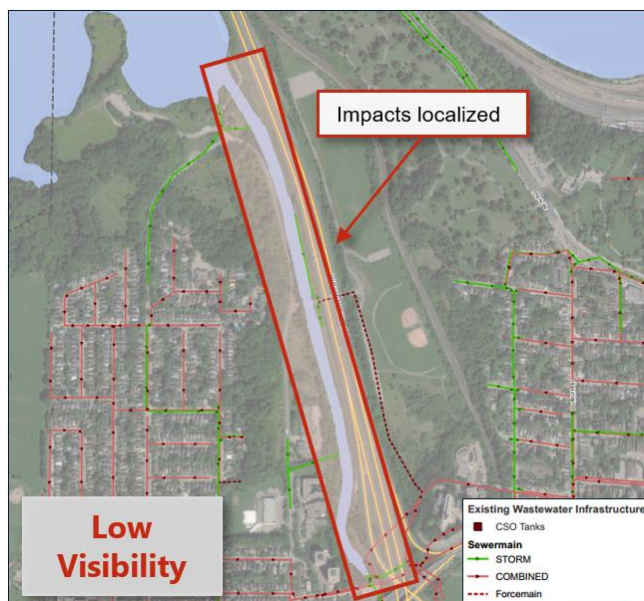 Impacts localized
Low
Visibility
Existing Wastewater Infrastructure
CSO Tanks
Sewermain
STORM
COMBINED
Forcemain